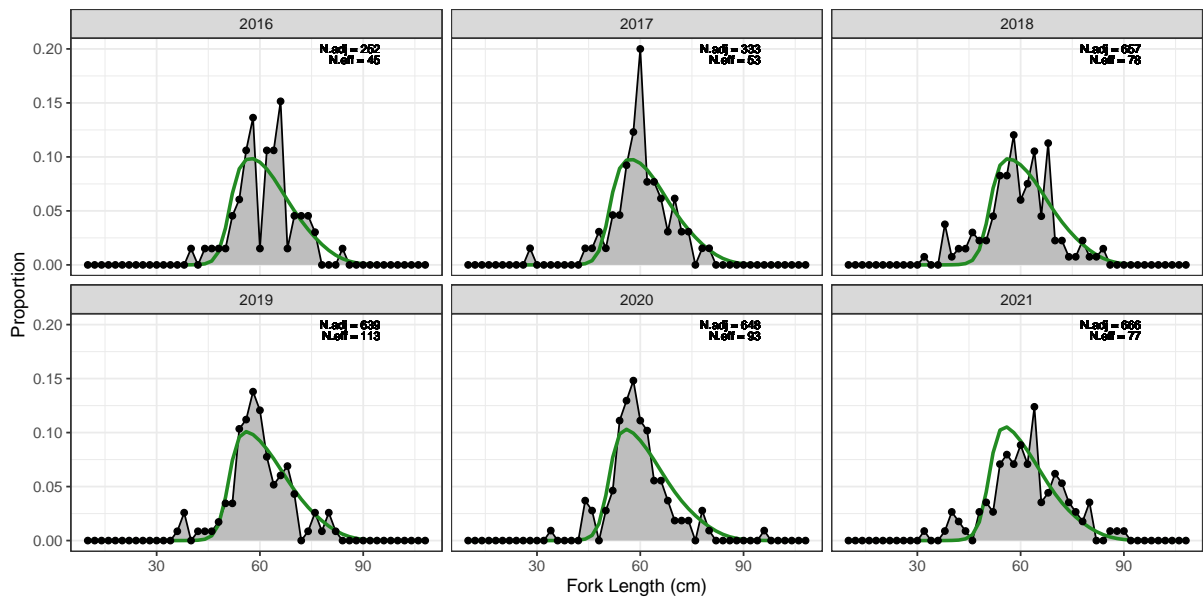 2016
2017
2018
N.adj = 252
N.eff = 45
N.adj = 333
N.eff = 53
N.adj = 657
N.eff = 78
0.20
0.15
0.10
0.05
0.00
2019
2020
2021
N.adj = 639
N.eff = 113
N.adj = 648
N.eff = 93
N.adj = 666
N.eff = 77
0.20
0.15
0.10
0.05
0.00
Proportion
30
60
90
30
60
90
30
60
90
Fork Length (cm)